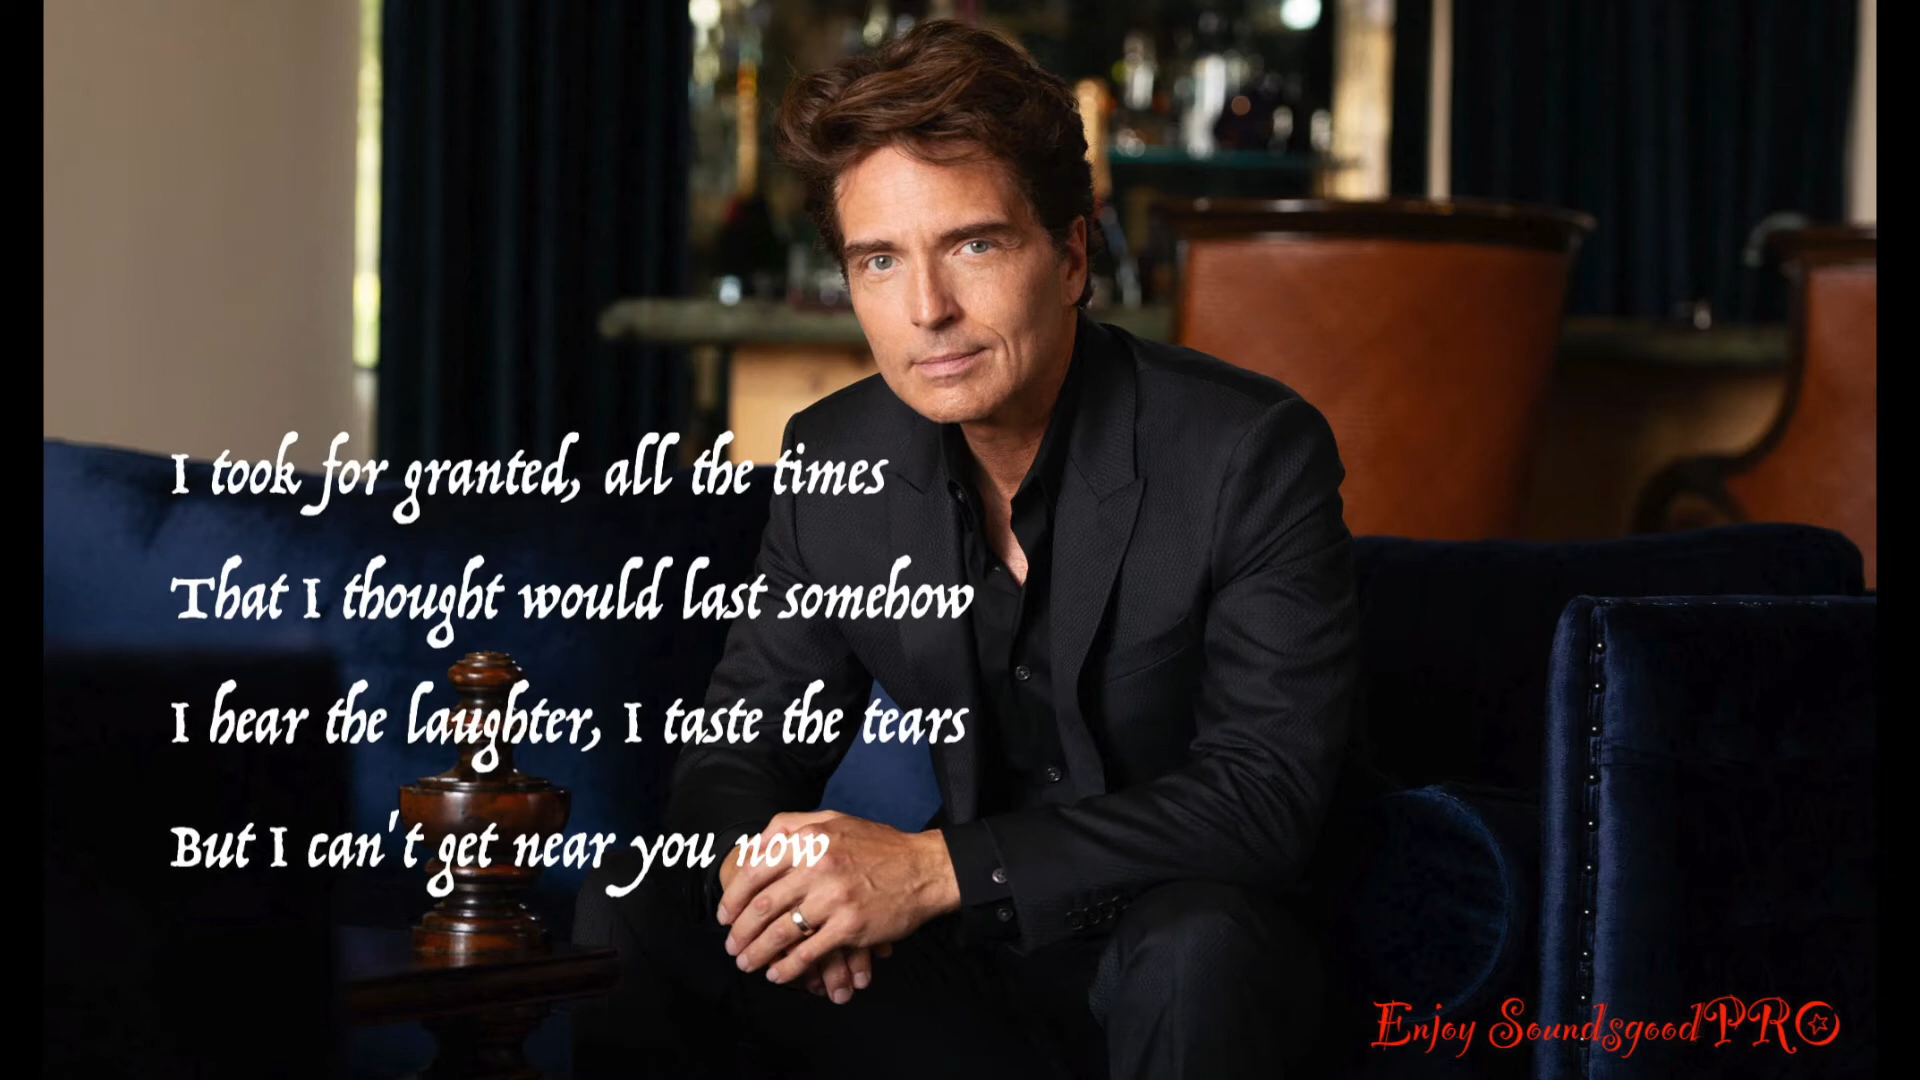 I took for granted, all the times
That I thought would last somehow
I hear the laughter, I taste the tears
But I can't get near you now
Enjoy SoundsgoodPRO